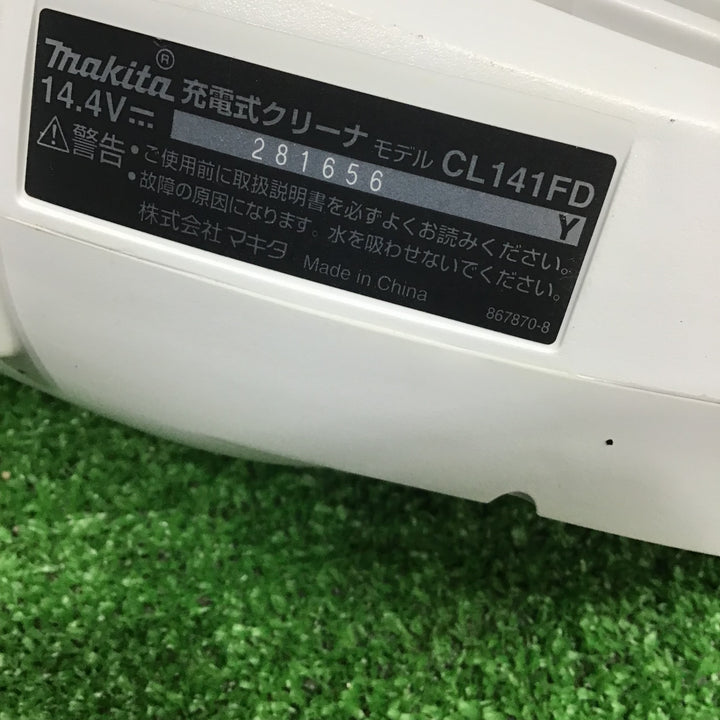 makita® 充電式クリーナ モデル CL141FD
14.4V⎓ 281656 Y
⚠警告 • ご使用前に取扱説明書を必ずよくお読みください。
• 故障の原因になります。水を吸わせないでください。
株式会社マキタ Made in China
867870-8